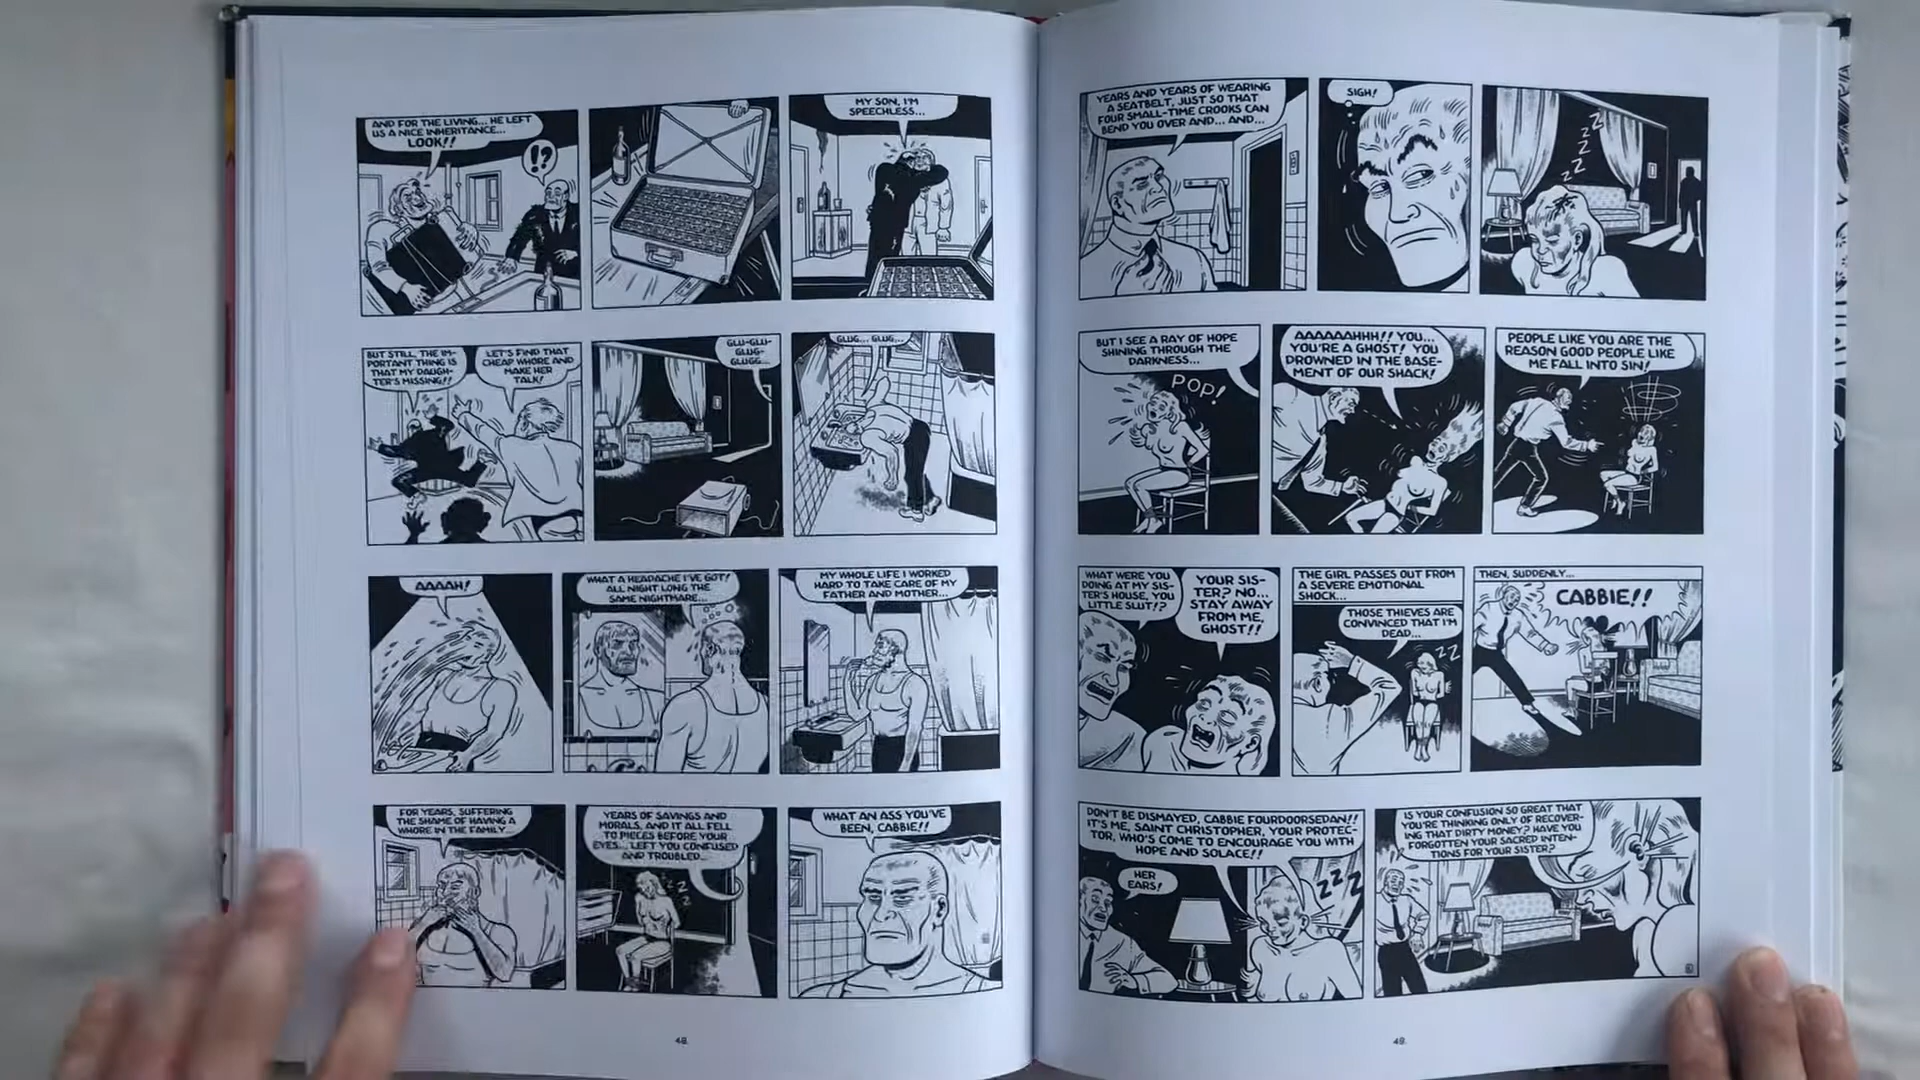 AND FOR THE LIVING... HE LEFT
US A NICE INHERITANCE...
LOOK!!
!?
MY SON, I'M
SPEECHLESS...
BUT STILL, THE IM-
PORTANT THING IS
THAT MY DAUGH-
TER'S MISSING!!
LET'S FIND THAT
CHEAP WHORE AND
MAKE HER
TALK!
GLU-GLU-
GLUG-
GLUGG...
GLUG... GLUG...
AAAAH!
WHAT A HEADACHE I'VE GOT!
ALL NIGHT LONG THE
SAME NIGHTMARE...
MY WHOLE LIFE I WORKED
HARD TO TAKE CARE OF MY
FATHER AND MOTHER...
FOR YEARS, SUFFERING
THE SHAME OF HAVING A
WHORE IN THE FAMILY...
YEARS OF SAVINGS AND
MORALS, AND IT ALL FELL
TO PIECES BEFORE YOUR
EYES... LEFT YOU CONFUSED
AND TROUBLED...
Z
Z
Z
WHAT AN ASS YOU'VE
BEEN, CABBIE!!
48.
YEARS AND YEARS OF WEARING
A SEATBELT, JUST SO THAT
FOUR SMALL-TIME CROOKS CAN
BEND YOU OVER AND... AND...
SIGH!
Z
Z
Z
Z
Z
BUT I SEE A RAY OF HOPE
SHINING THROUGH THE
DARKNESS...
POP!
AAAAAAHHH!! YOU...
YOU'RE A GHOST! YOU
DROWNED IN THE BASE-
MENT OF OUR SHACK!
PEOPLE LIKE YOU ARE THE
REASON GOOD PEOPLE LIKE
ME FALL INTO SIN!
WHAT WERE YOU
DOING AT MY SIS-
TER'S HOUSE, YOU
LITTLE SLUT!?
YOUR SIS-
TER? NO...
STAY AWAY
FROM ME,
GHOST!!
THE GIRL PASSES OUT FROM
A SEVERE EMOTIONAL
SHOCK...
THOSE THIEVES ARE
CONVINCED THAT I'M
DEAD...
ZZ
THEN, SUDDENLY...
CABBIE!!
DON'T BE DISMAYED, CABBIE FOURDOORSEDAN!!
IT'S ME, SAINT CHRISTOPHER, YOUR PROTEC-
TOR, WHO'S COME TO ENCOURAGE YOU WITH
HOPE AND SOLACE!!
HER
EARS!
ZZZ
IS YOUR CONFUSION SO GREAT THAT
YOU'RE THINKING ONLY OF RECOVER-
ING THAT DIRTY MONEY? HAVE YOU
FORGOTTEN YOUR SACRED INTEN-
TIONS FOR YOUR SISTER?
49.